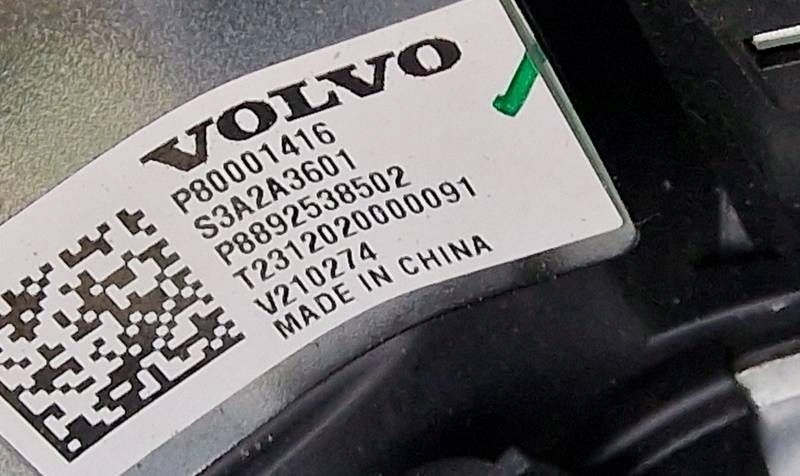 VOLVO
P80001416
S3A2A3601
P8892538502
T2312020000091
V210274
MADE IN CHINA